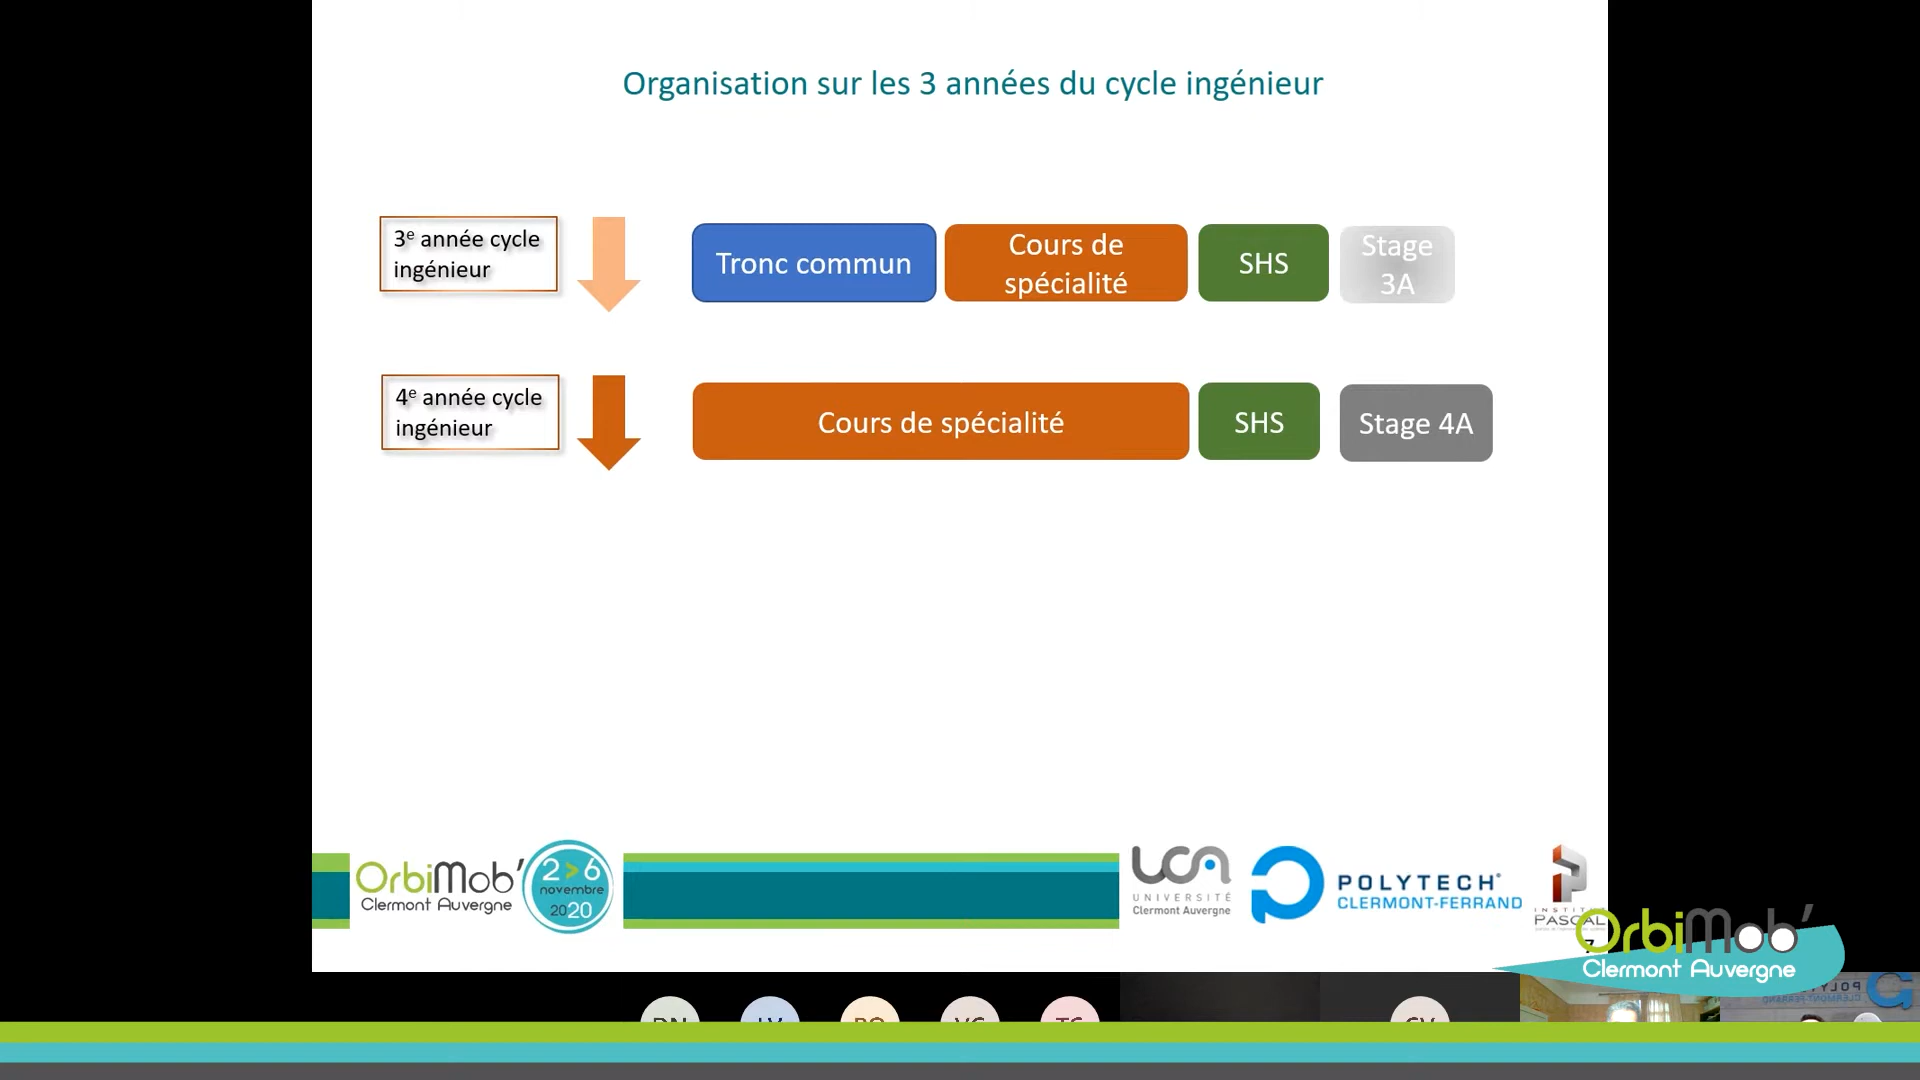 Organisation sur les 3 années du cycle ingénieur
3e année cycle
ingénieur
Tronc commun
Cours de
spécialité
SHS
Stage
3A
4e année cycle
ingénieur
Cours de spécialité
SHS
Stage 4A
OrbiMob'
Clermont Auvergne
2>6
novembre
2020
UCA
UNIVERSITÉ
Clermont Auvergne
POLYTECH
CLERMONT-FERRAND
INSTITUT
PASCAL
7
OrbiMob'
Clermont Auvergne